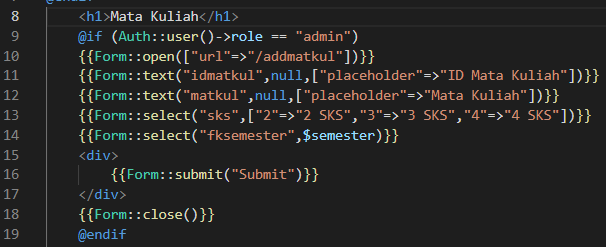 8 <h1>Mata Kuliah</h1>
9 @if (Auth::user()->role == "admin")
10 {{Form::open(["url"=>"/addmatkul"])}}
11 {{Form::text("idmatkul",null,["placeholder"=>"ID Mata Kuliah"])}}
12 {{Form::text("matkul",null,["placeholder"=>"Mata Kuliah"])}}
13 {{Form::select("sks",["2"=>"2 SKS","3"=>"3 SKS","4"=>"4 SKS"])}}
14 {{Form::select("fksemester",$semester)}}
15 <div>
16 {{Form::submit("Submit")}}
17 </div>
18 {{Form::close()}}
19 @endif